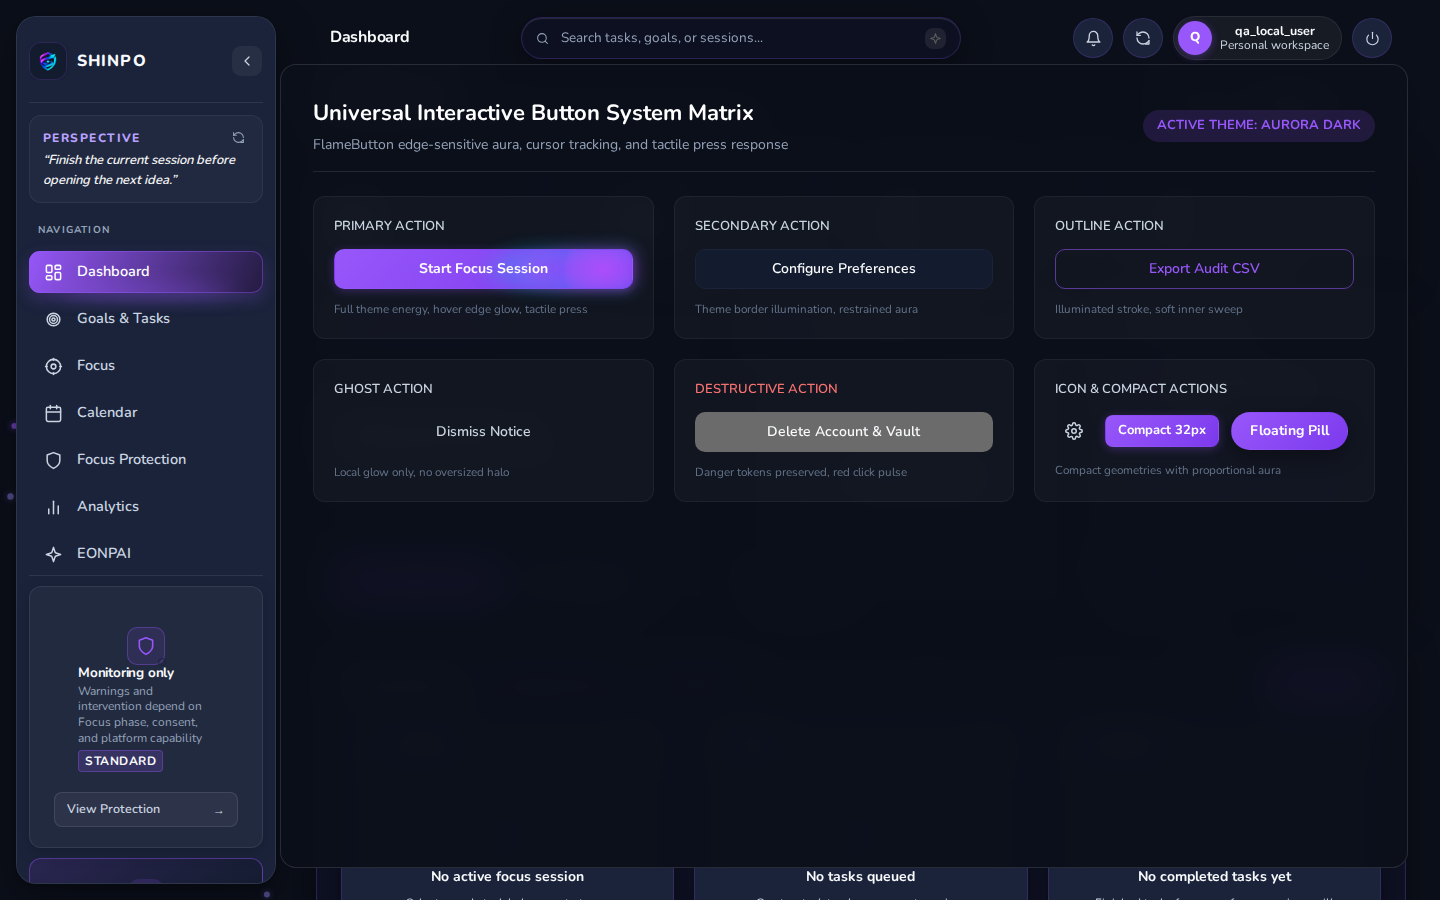 SHINPO
PERSPECTIVE
“Finish the current session before
opening the next idea.”
NAVIGATION
Dashboard
Goals & Tasks
Focus
Calendar
Focus Protection
Analytics
EONPAI
Monitoring only
Warnings and
intervention depend on
Focus phase, consent,
and platform capability
STANDARD
View Protection →
Dashboard
Search tasks, goals, or sessions...
Q
qa_local_user
Personal workspace
Universal Interactive Button System Matrix
FlameButton edge-sensitive aura, cursor tracking, and tactile press response
ACTIVE THEME: AURORA DARK
PRIMARY ACTION
Start Focus Session
Full theme energy, hover edge glow, tactile press
SECONDARY ACTION
Configure Preferences
Theme border illumination, restrained aura
OUTLINE ACTION
Export Audit CSV
Illuminated stroke, soft inner sweep
GHOST ACTION
Dismiss Notice
Local glow only, no oversized halo
DESTRUCTIVE ACTION
Delete Account & Vault
Danger tokens preserved, red click pulse
ICON & COMPACT ACTIONS
Compact 32px
Floating Pill
Compact geometries with proportional aura
No active focus session
No tasks queued
No completed tasks yet